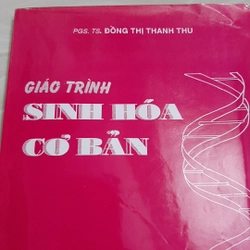 PGS. TS. ĐỒNG THỊ THANH THU
GIÁO TRÌNH
SINH HÓA
CƠ BẢN